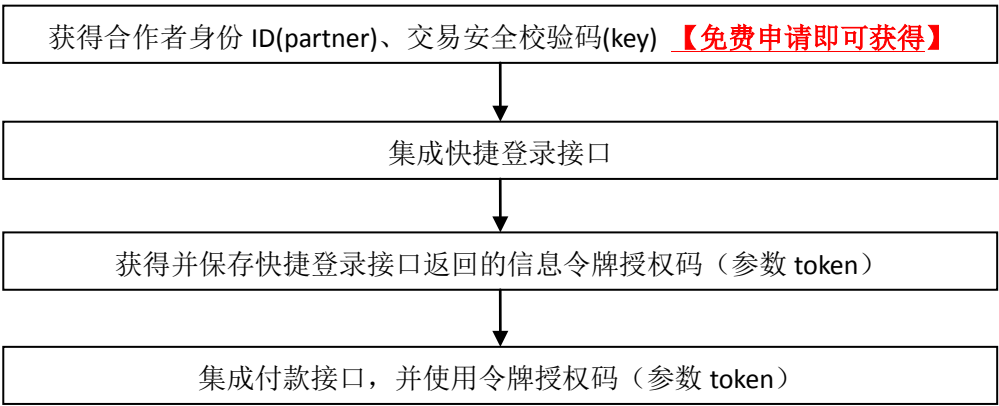 获得合作者身份 ID(partner)、交易安全校验码(key) 【免费申请即可获得】
集成快捷登录接口
获得并保存快捷登录接口返回的信息令牌授权码（参数 token）
集成付款接口，并使用令牌授权码（参数 token）